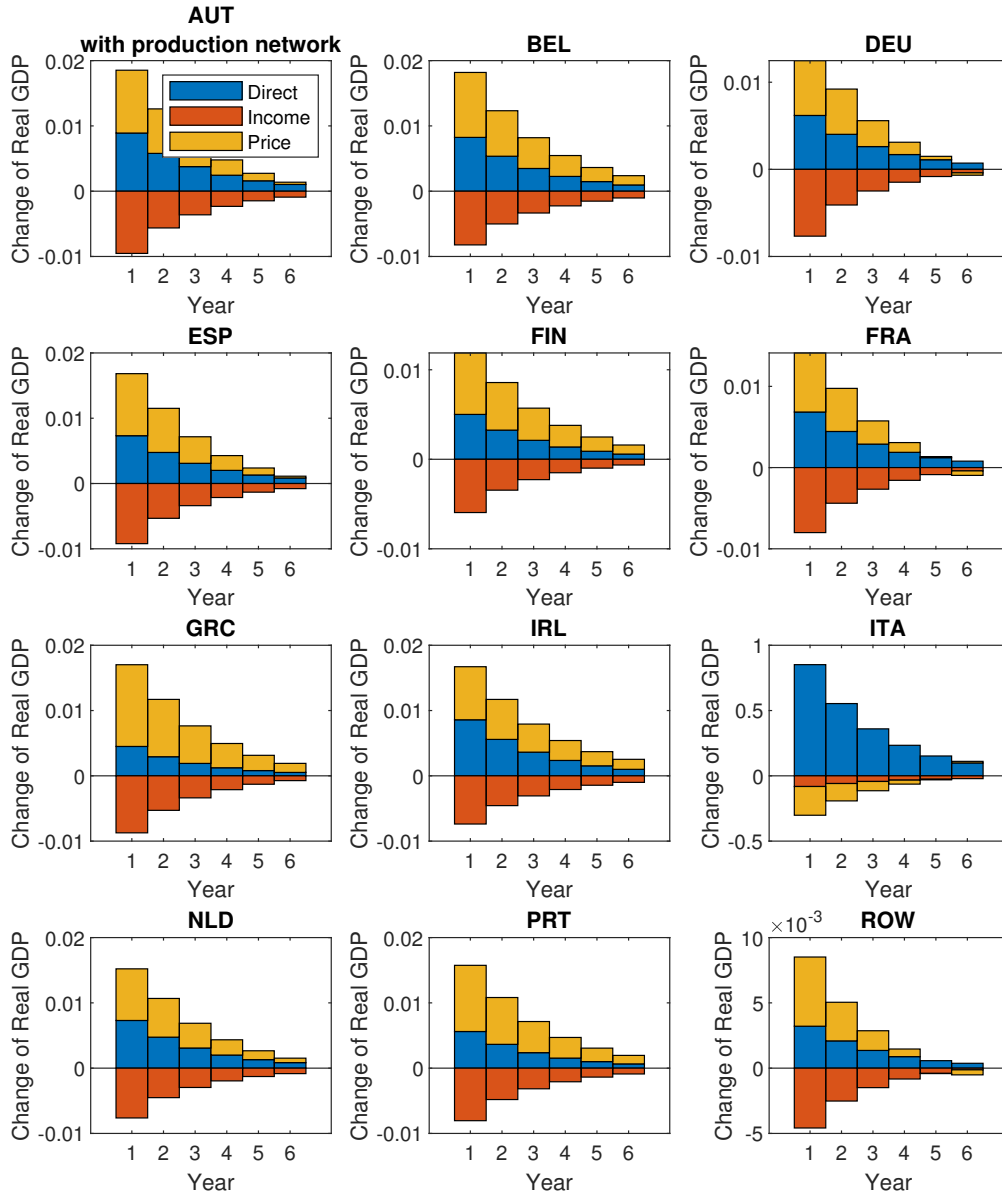 AUT
with production network
BEL
DEU
0.02
0.01
0
-0.01
Change of Real GDP
1 2 3 4 5 6
Year
Direct
Income
Price
0.02
0.01
0
-0.01
Change of Real GDP
1 2 3 4 5 6
Year
0.01
0
-0.01
Change of Real GDP
1 2 3 4 5 6
Year
ESP
FIN
FRA
0.02
0.01
0
-0.01
Change of Real GDP
1 2 3 4 5 6
Year
0.01
0
-0.01
Change of Real GDP
1 2 3 4 5 6
Year
0.01
0
-0.01
Change of Real GDP
1 2 3 4 5 6
Year
GRC
IRL
ITA
0.02
0.01
0
-0.01
Change of Real GDP
1 2 3 4 5 6
Year
0.02
0.01
0
-0.01
Change of Real GDP
1 2 3 4 5 6
Year
1
0.5
0
-0.5
Change of Real GDP
1 2 3 4 5 6
Year
NLD
PRT
ROW
0.02
0.01
0
-0.01
Change of Real GDP
1 2 3 4 5 6
Year
0.02
0.01
0
-0.01
Change of Real GDP
1 2 3 4 5 6
Year
×10⁻³
10
5
0
-5
Change of Real GDP
1 2 3 4 5 6
Year